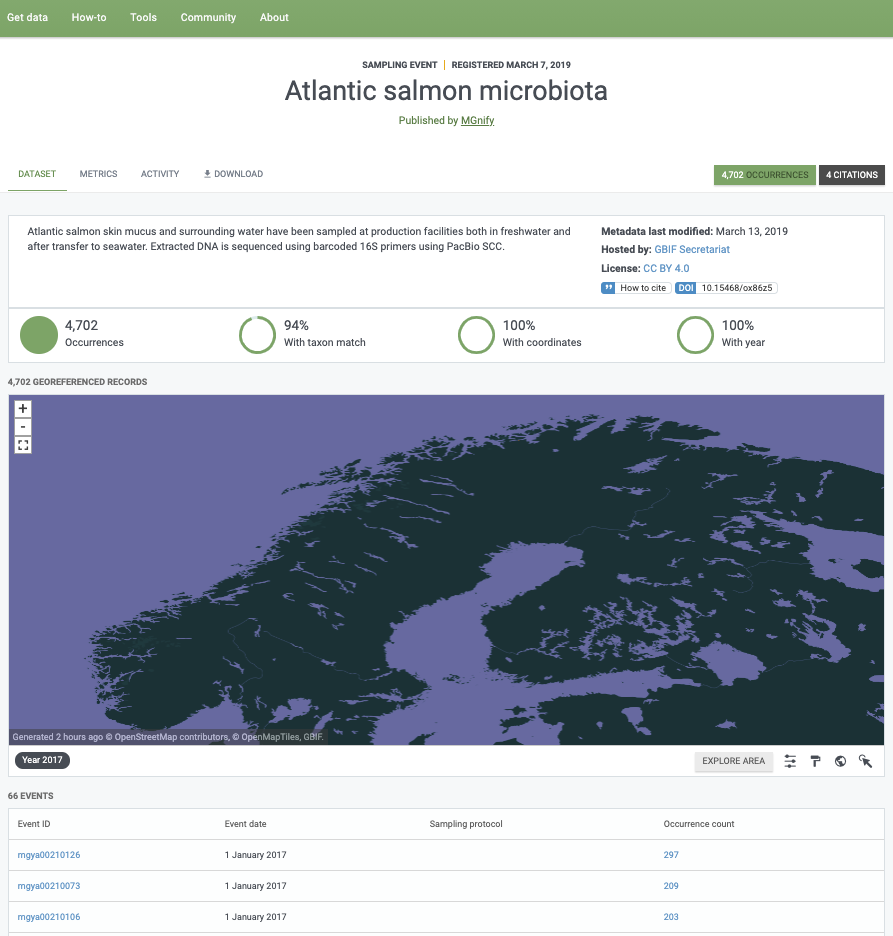 Get data How-to Tools Community About
SAMPLING EVENT | REGISTERED MARCH 7, 2019
Atlantic salmon microbiota
Published by MGnify
DATASET METRICS ACTIVITY DOWNLOAD 4,702 OCCURRENCES 4 CITATIONS
Atlantic salmon skin mucus and surrounding water have been sampled at production facilities both in freshwater and
after transfer to seawater. Extracted DNA is sequenced using barcoded 16S primers using PacBio SCC.
Metadata last modified: March 13, 2019
Hosted by: GBIF Secretariat
License: CC BY 4.0
How to cite DOI 10.15468/ox86z5
4,702
Occurrences
94%
With taxon match
100%
With coordinates
100%
With year
4,702 GEOREFERENCED RECORDS
+
-
Generated 2 hours ago © OpenStreetMap contributors, © OpenMapTiles, GBIF.
Year 2017 EXPLORE AREA
66 EVENTS
Event ID Event date Sampling protocol Occurrence count
mgya00210126 1 January 2017 297
mgya00210073 1 January 2017 209
mgya00210106 1 January 2017 203